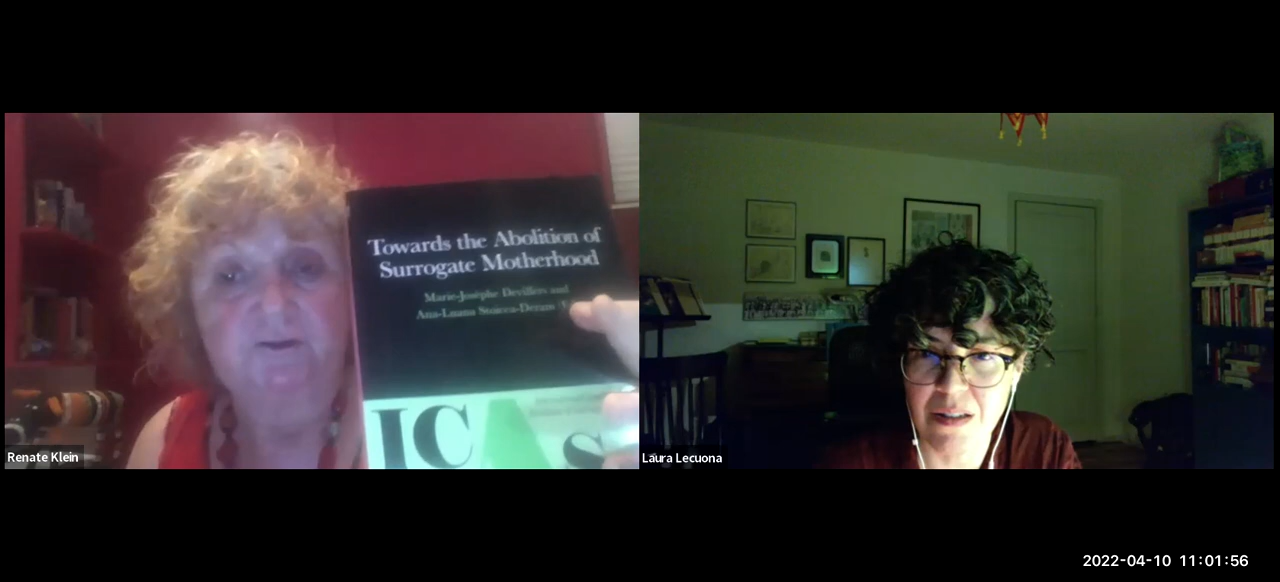 Towards the Abolition of
Surrogate Motherhood
Marie-Josèphe Devillers and
Ana-Luana Stoicea-Deram
ICAS
Renate Klein
Laura Lecuona
2022-04-10 11:01:56